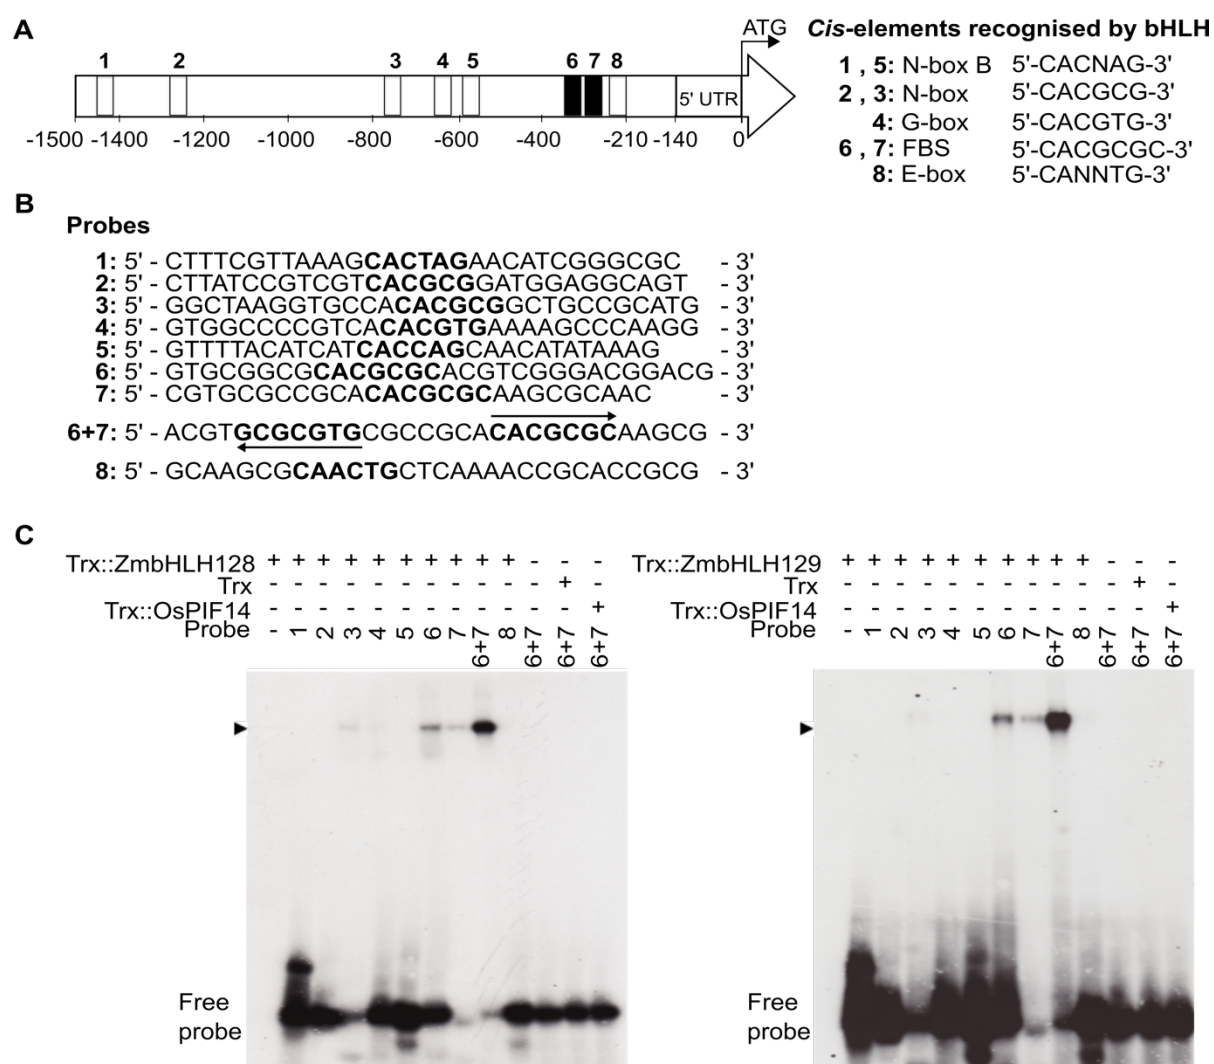 A
ATG
Cis-elements recognised by bHLH
1 2 3 4 5 6 7 8
5' UTR
-1500 -1400 -1200 -1000 -800 -600 -400 -210 -140 0
1 , 5: N-box B 5'-CACNAG-3'
2 , 3: N-box 5'-CACGCG-3'
4: G-box 5'-CACGTG-3'
6 , 7: FBS 5'-CACGCGC-3'
8: E-box 5'-CANNTG-3'
B
Probes
1: 5' - CTTTCGTTAAAGCACTAGAACATCGGGCGC - 3'
2: 5' - CTTATCCGTCGTCACGCGGATGGAGGCAGT - 3'
3: 5' - GGCTAAGGTGCCACACGCGGCTGCCGCATG - 3'
4: 5' - GTGGCCCCGTCACACGTGAAAAGCCCAAGG - 3'
5: 5' - GTTTTACATCATCACCAGCAACATATAAAG - 3'
6: 5' - GTGCGGCGCACGCGCACGTCGGGACGGACG - 3'
7: 5' - CGTGCGCCGCACACGCGCAAGCGCAAC - 3'
6+7: 5' - ACGTGCGCGTGCGCCGCACACGCGCAAGCG - 3'
8: 5' - GCAAGCGCAACTGCTCAAAACCGCACCGCG - 3'
C
Trx::ZmbHLH128 + + + + + + + + + + - - -
Trx - - - - - - - - - - - + -
Trx::OsPIF14 - - - - - - - - - - - - +
Probe - 1 2 3 4 5 6 7 6+7 8 6+7 6+7 6+7
Free
probe
Trx::ZmbHLH129 + + + + + + + + + + - - -
Trx - - - - - - - - - - - + -
Trx::OsPIF14 - - - - - - - - - - - - +
Probe - 1 2 3 4 5 6 7 6+7 8 6+7 6+7 6+7
Free
probe